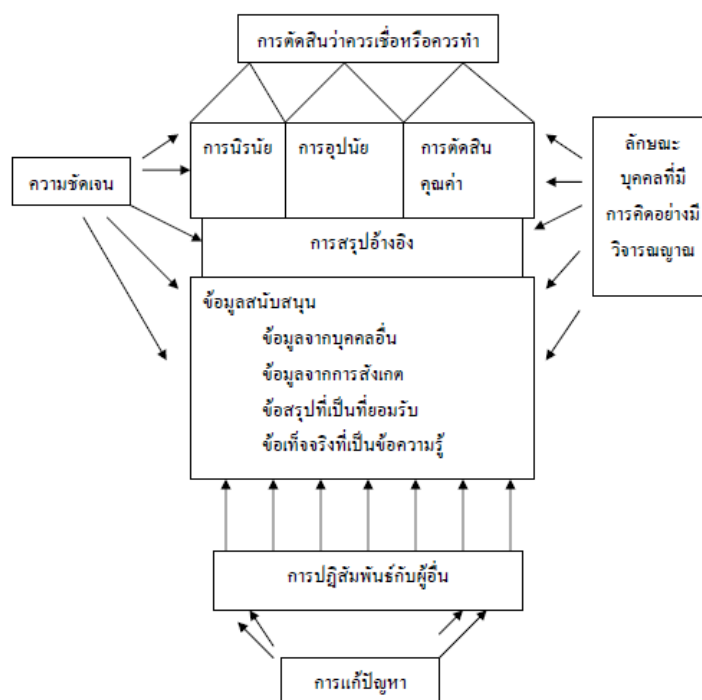 การตัดสินว่าควรเชื่อหรือควรทำ
การนิรนัย
การอุปนัย
การตัดสิน
คุณค่า
ลักษณะ
บุคคลที่มี
การคิดอย่างมี
วิจารณญาณ
ความชัดเจน
การสรุปอ้างอิง
ข้อมูลสนับสนุน
ข้อมูลจากบุคคลอื่น
ข้อมูลจากการสังเกต
ข้อสรุปที่เป็นที่ยอมรับ
ข้อเท็จจริงที่เป็นข้อความรู้
การปฏิสัมพันธ์กับผู้อื่น
การแก้ปัญหา